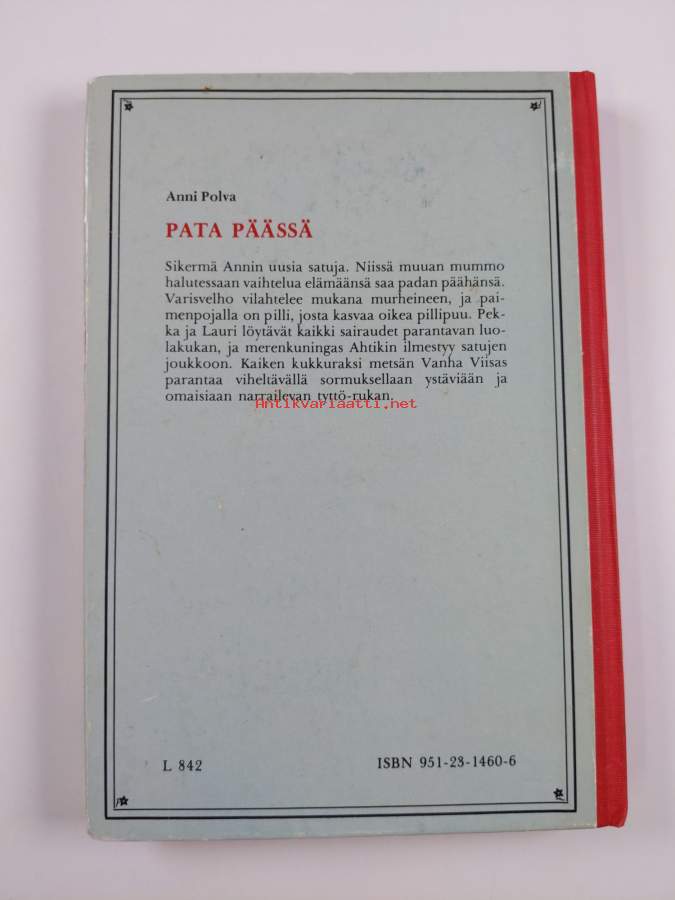 Anni Polva
PATA PÄÄSSÄ
Sikermä Annin uusia satuja. Niissä muuan mummo
halutessaan vaihtelua elämäänsä saa padan päähänsä.
Varisvelho vilahtelee mukana murheineen, ja pai-
menpojalla on pilli, josta kasvaa oikea pillipuu. Pek-
ka ja Lauri löytävät kaikki sairaudet parantavan luo-
lakukan, ja merenkuningas Ahtikin ilmestyy satujen
joukkoon. Kaiken kukkuraksi metsän Vanha Viisas
parantaa viheltävällä sormuksellaan ystäviään ja
omaisiaan narrailevan tyttö-rukan.
Antikvariaatti.net
L 842
ISBN 951-28-1460-6